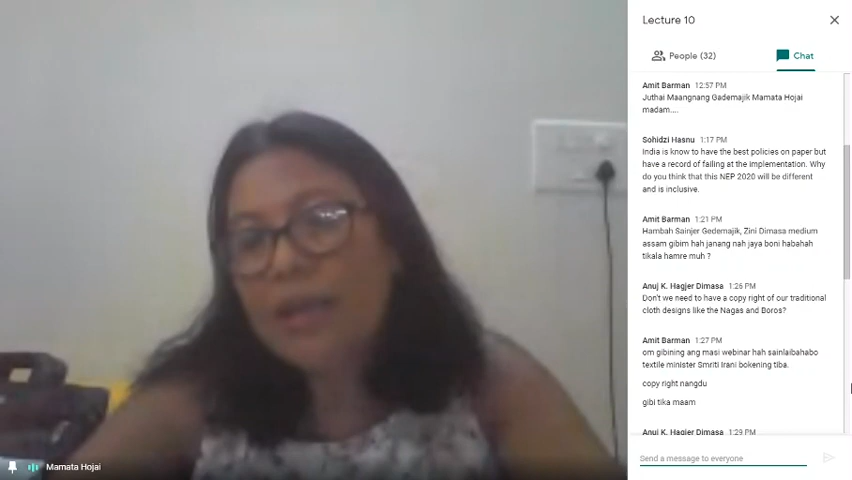 Lecture 10
People (32)
Chat
Amit Barman 12:57 PM
Juthai Maangnang Gademajik Mamata Hojai
madam....
Sohidzi Hasnu 1:17 PM
India is know to have the best policies on paper but
have a record of failing at the implementation. Why
do you think that this NEP 2020 will be different
and is inclusive.
Amit Barman 1:21 PM
Hambah Sainjer Gedemajik, Zini Dimasa medium
assam gibim hah janang nah jaya boni habahah
tikala hamre muh ?
Anuj K. Hagjer Dimasa 1:26 PM
Don't we need to have a copy right of our traditional
cloth designs like the Nagas and Boros?
Amit Barman 1:27 PM
om gibining ang masi webinar hah sainlaibahabo
textile minister Smriti Irani bokening tiba.
copy right nangdu
gibi tika maam
Anuj K. Hagjer Dimasa 1:29 PM
Send a message to everyone
Mamata Hojai